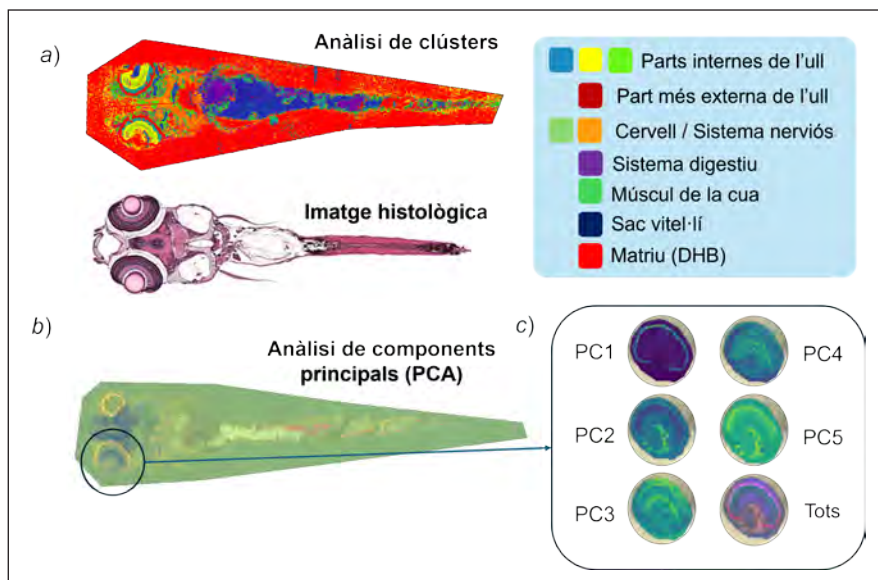 a)
Anàlisi de clústers
Imatge histològica
Parts internes de l'ull
Part més externa de l'ull
Cervell / Sistema nerviós
Sistema digestiu
Múscul de la cua
Sac vitel·lí
Matriu (DHB)
b)
Anàlisi de components
principals (PCA)
c)
PC1
PC4
PC2
PC5
PC3
Tots